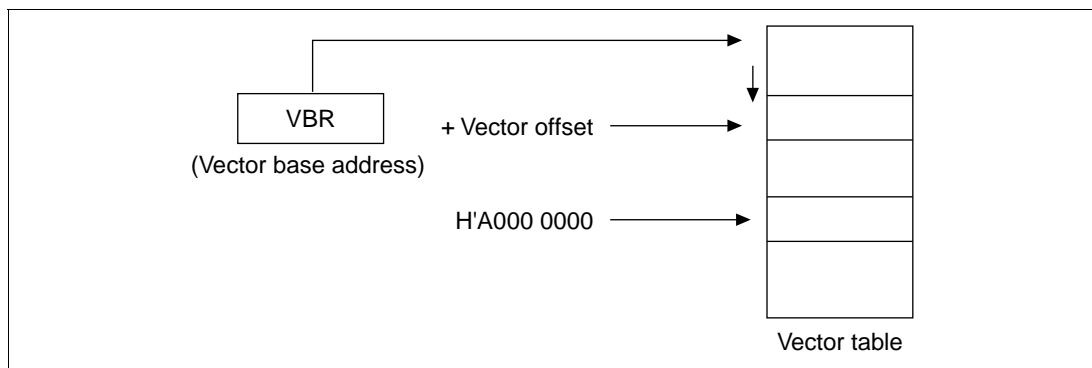 VBR
(Vector base address)
+ Vector offset
H'A000 0000
Vector table